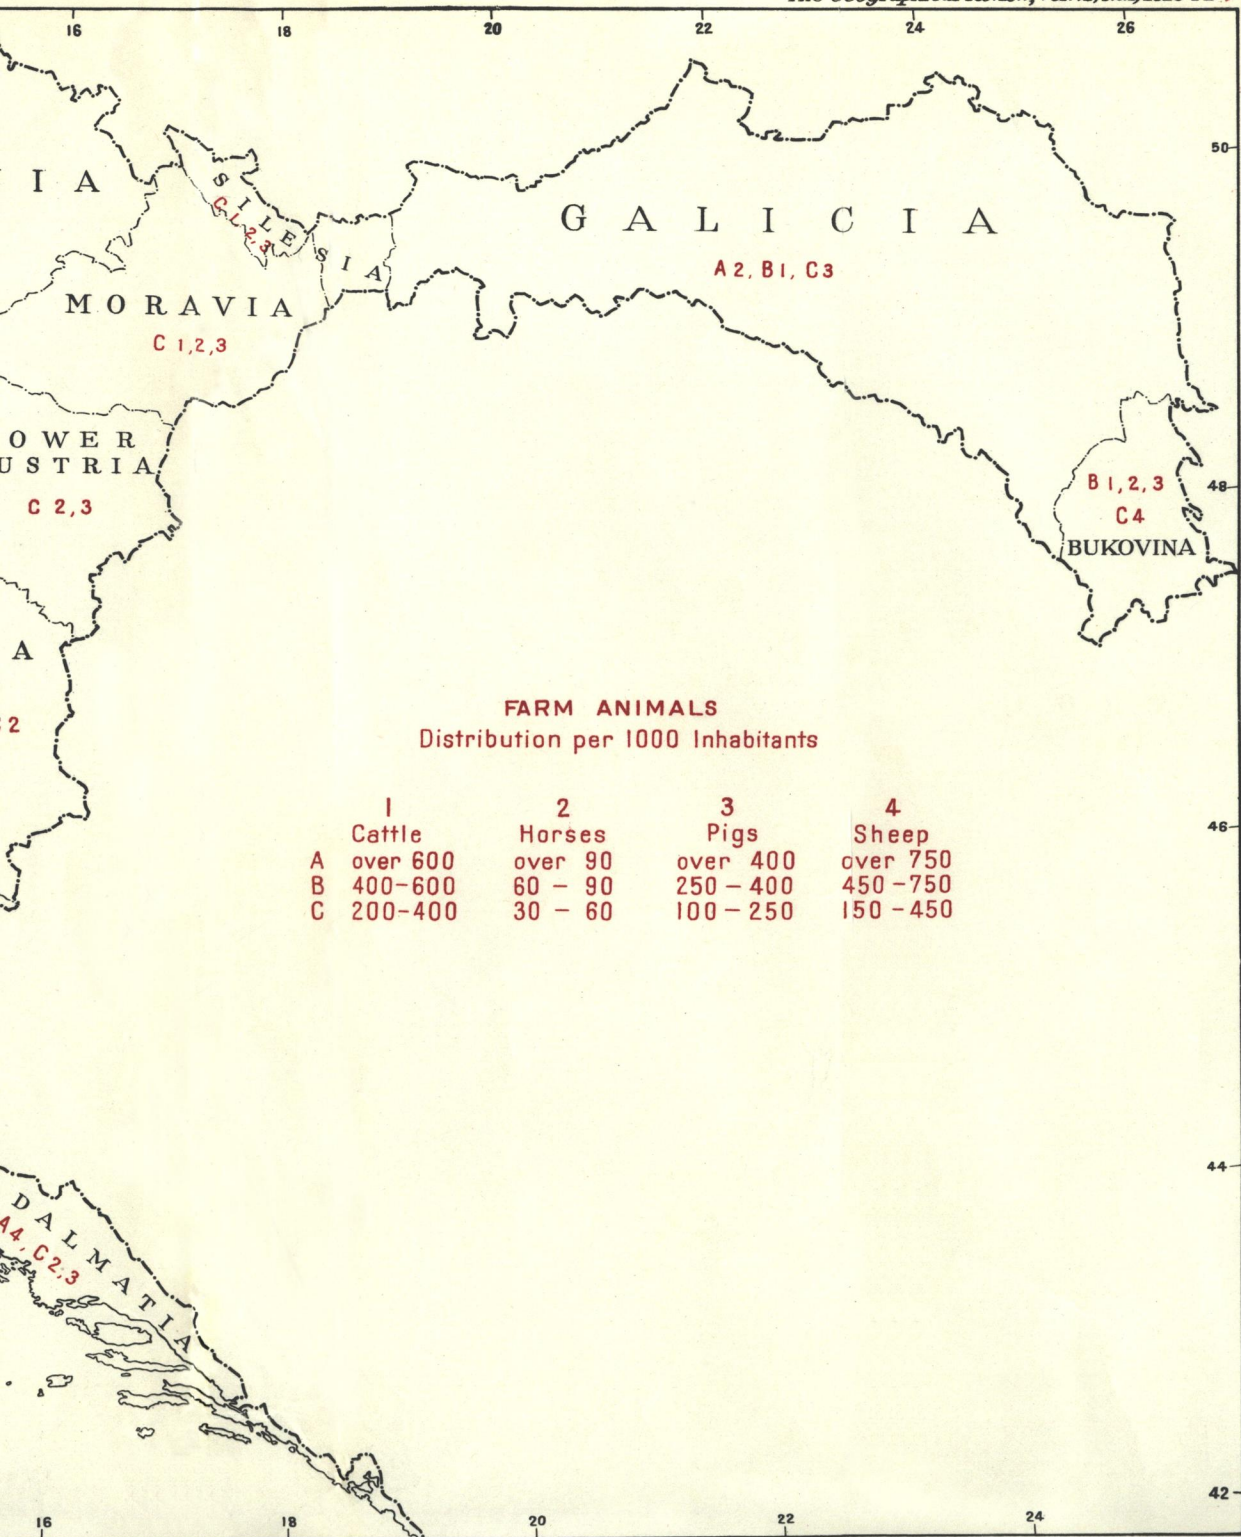 16 18 20 22 24 26
50
I A
SILESIA
C 1,2,3
GALICIA
A2, B1, C3
MORAVIA
C 1,2,3
OWER
USTRIA
C 2,3
B 1,2,3
C4
BUKOVINA
48
A
2
FARM ANIMALS
Distribution per 1000 Inhabitants
1 2 3 4
Cattle Horses Pigs Sheep
A over 600 over 90 over 400 over 750
B 400-600 60 - 90 250 - 400 450 - 750
C 200-400 30 - 60 100 - 250 150 - 450
46
44
DALMATIA
A4, C2,3
42
16 18 20 22 24